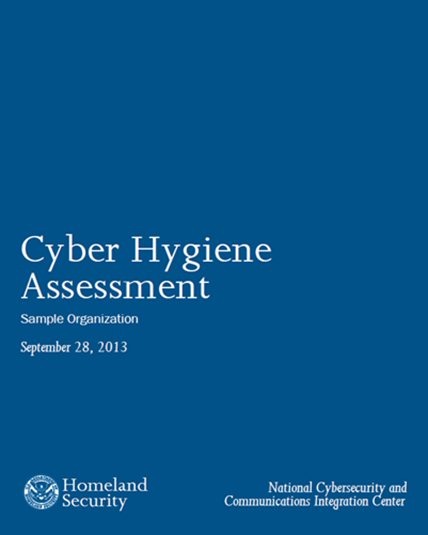 Cyber Hygiene
Assessment
Sample Organization
September 28, 2013
Homeland
Security
National Cybersecurity and
Communications Integration Center